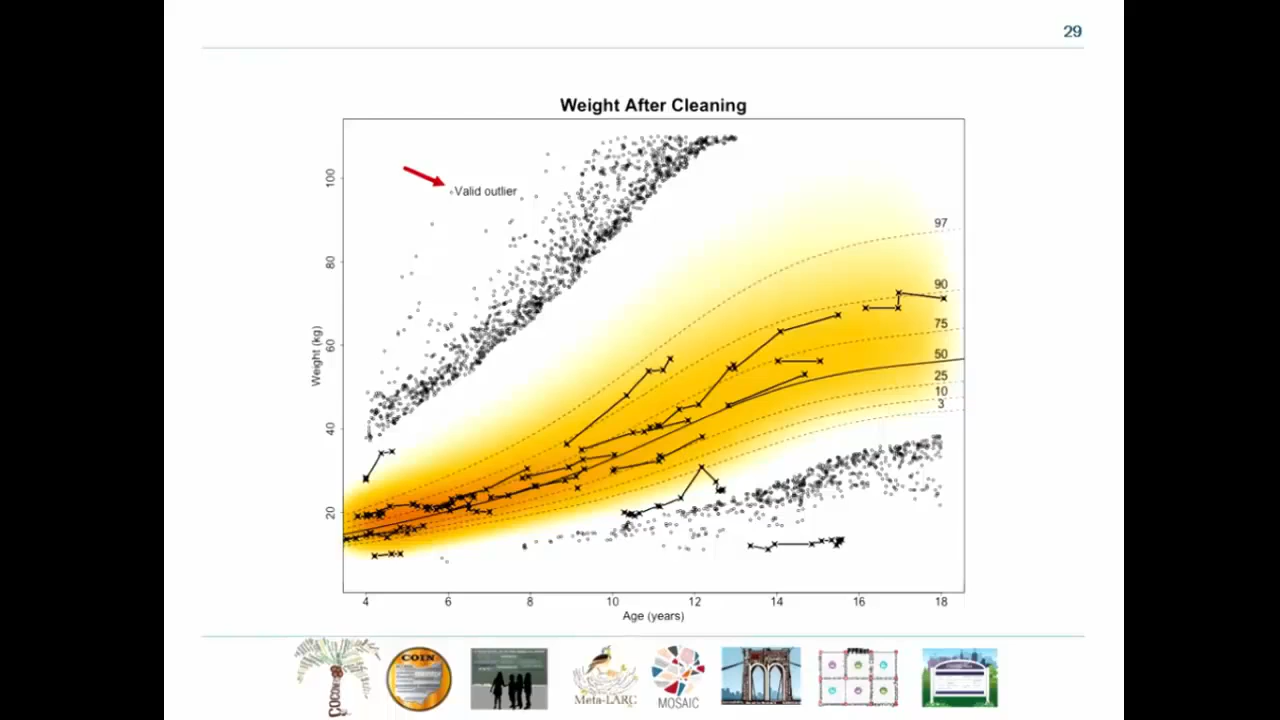 29
Weight After Cleaning
Valid outlier
97
90
75
50
25
10
3
100
80
60
40
20
Weight (kg)
4 6 8 10 12 14 16 18
Age (years)
COIN
Meta-LARC
MOSAIC
PPRNet